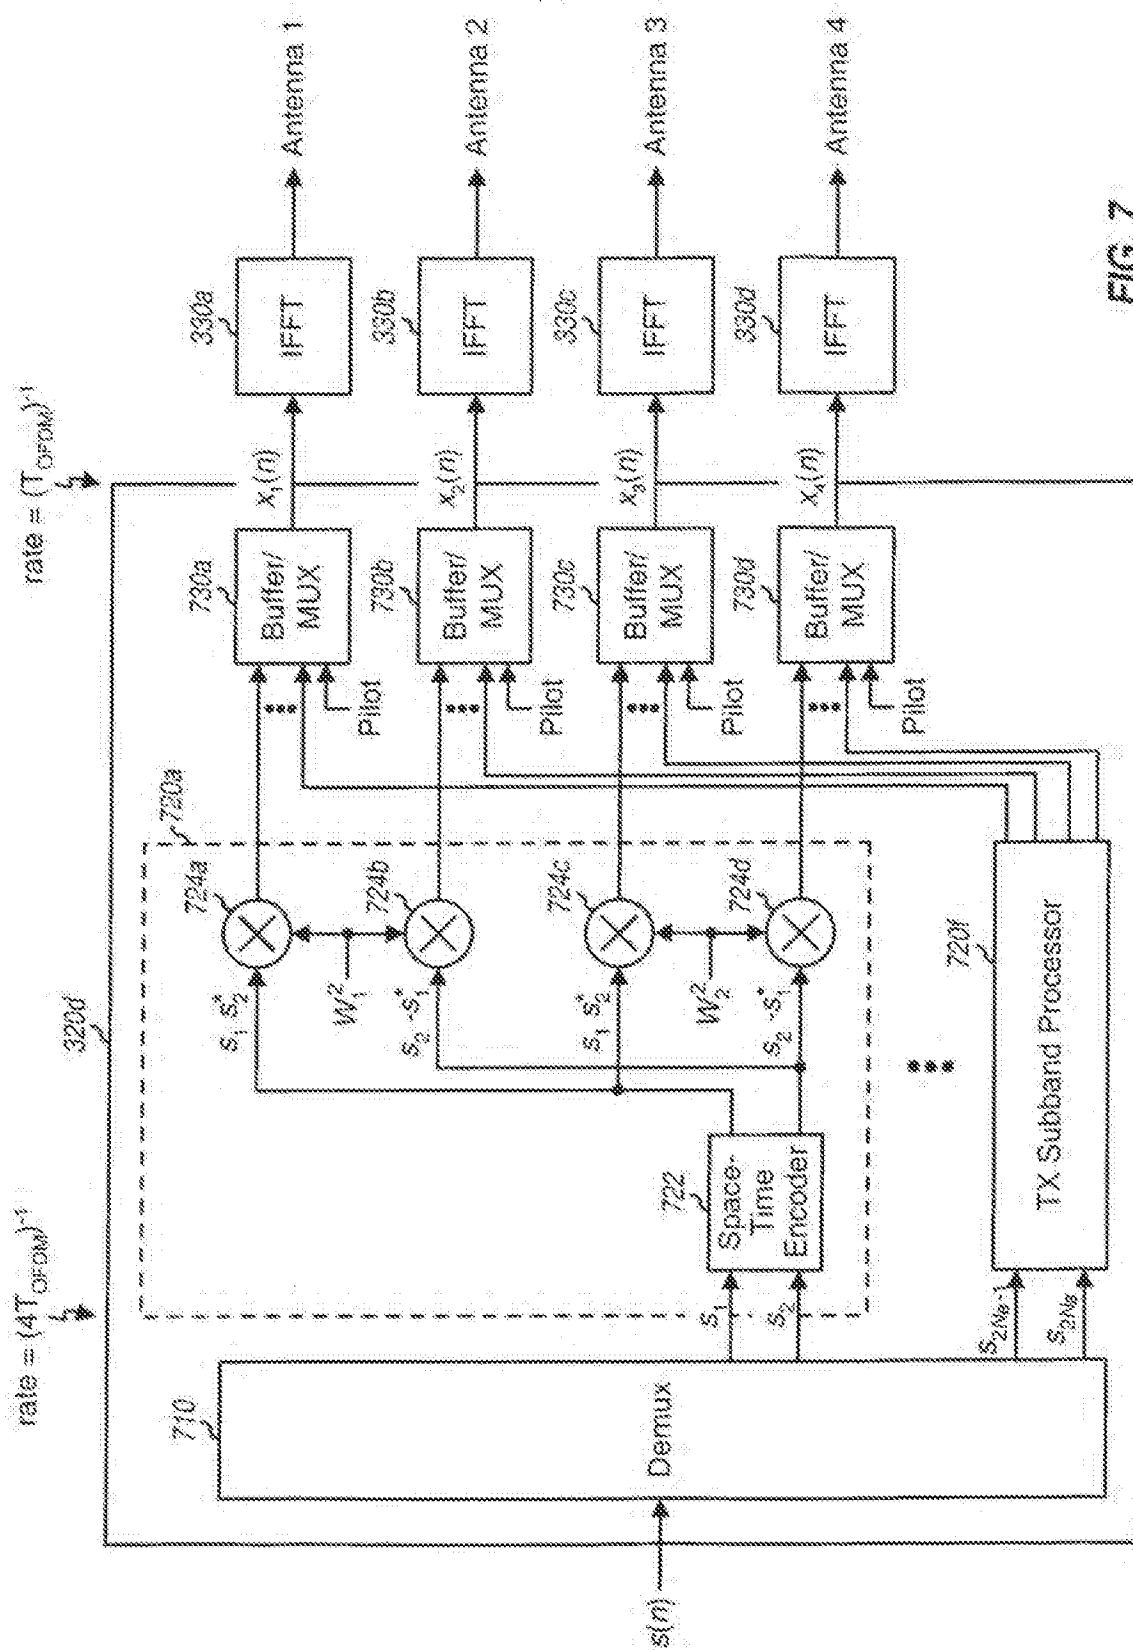 rate = (4T_OFDM)^-1
rate = (T_OFDM)^-1
320d
710
Demux
s(n)
s_1
s_2
s_2N_B-1
s_2N_B
720a
722
Space-
Time
Encoder
s_1 s_2^*
s_2 -s_1^*
s_1 s_2^*
s_2 -s_1^*
724a
724b
724c
724d
W_1^2
W_2^2
TX Subband Processor
720f
730a
Buffer/
MUX
Pilot
x_1(n)
330a
IFFT
Antenna 1
730b
Buffer/
MUX
Pilot
x_2(n)
330b
IFFT
Antenna 2
730c
Buffer/
MUX
Pilot
x_3(n)
330c
IFFT
Antenna 3
730d
Buffer/
MUX
Pilot
x_4(n)
330d
IFFT
Antenna 4
FIG. 7